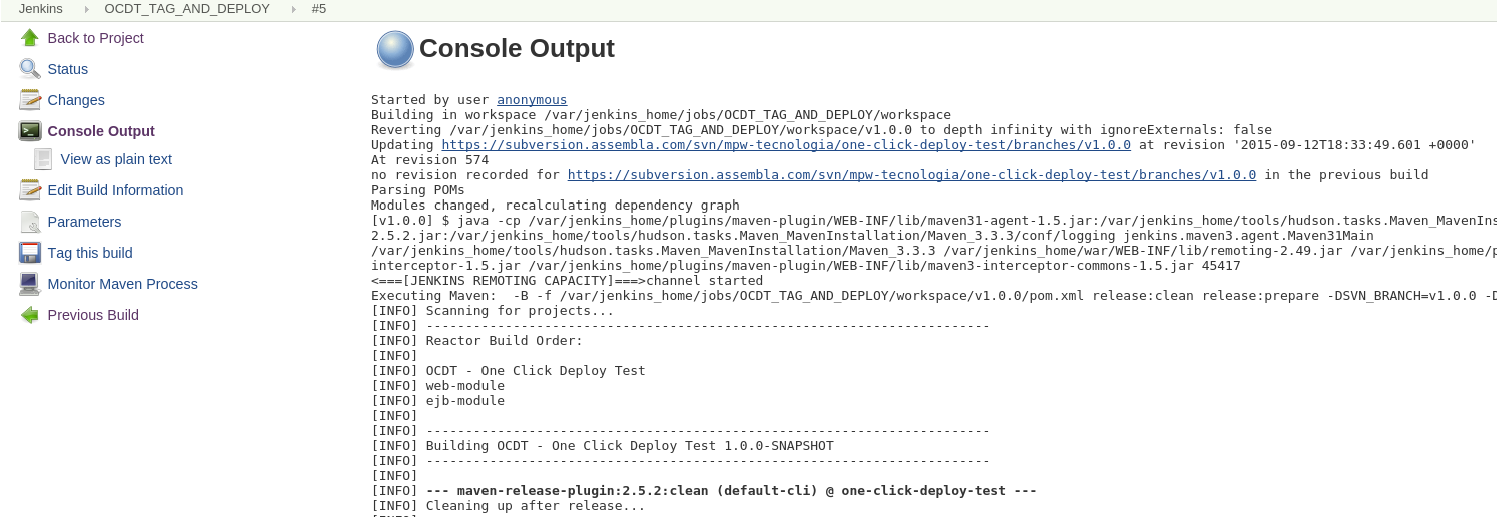 Jenkins OCDT_TAG_AND_DEPLOY #5
Back to Project
Status
Changes
Console Output
View as plain text
Edit Build Information
Parameters
Tag this build
Monitor Maven Process
Previous Build
Console Output
Started by user anonymous
Building in workspace /var/jenkins_home/jobs/OCDT_TAG_AND_DEPLOY/workspace
Reverting /var/jenkins_home/jobs/OCDT_TAG_AND_DEPLOY/workspace/v1.0.0 to depth infinity with ignoreExternals: false
Updating https://subversion.assembla.com/svn/mpw-tecnologia/one-click-deploy-test/branches/v1.0.0 at revision '2015-09-12T18:33:49.601 +0000'
At revision 574
no revision recorded for https://subversion.assembla.com/svn/mpw-tecnologia/one-click-deploy-test/branches/v1.0.0 in the previous build
Parsing POMs
Modules changed, recalculating dependency graph
[v1.0.0] $ java -cp /var/jenkins_home/plugins/maven-plugin/WEB-INF/lib/maven31-agent-1.5.jar:/var/jenkins_home/tools/hudson.tasks.Maven_MavenIns
2.5.2.jar:/var/jenkins_home/tools/hudson.tasks.Maven_MavenInstallation/Maven_3.3.3/conf/logging jenkins.maven3.agent.Maven31Main
/var/jenkins_home/tools/hudson.tasks.Maven_MavenInstallation/Maven_3.3.3 /var/jenkins_home/war/WEB-INF/lib/remoting-2.49.jar /var/jenkins_home/p
interceptor-1.5.jar /var/jenkins_home/plugins/maven-plugin/WEB-INF/lib/maven3-interceptor-commons-1.5.jar 45417
<===[JENKINS REMOTING CAPACITY]===>channel started
Executing Maven:  -B -f /var/jenkins_home/jobs/OCDT_TAG_AND_DEPLOY/workspace/v1.0.0/pom.xml release:clean release:prepare -DSVN_BRANCH=v1.0.0 -D
[INFO] Scanning for projects...
[INFO] ------------------------------------------------------------------------
[INFO] Reactor Build Order:
[INFO]
[INFO] OCDT - One Click Deploy Test
[INFO] web-module
[INFO] ejb-module
[INFO]
[INFO] ------------------------------------------------------------------------
[INFO] Building OCDT - One Click Deploy Test 1.0.0-SNAPSHOT
[INFO] ------------------------------------------------------------------------
[INFO]
[INFO] --- maven-release-plugin:2.5.2:clean (default-cli) @ one-click-deploy-test ---
[INFO] Cleaning up after release...